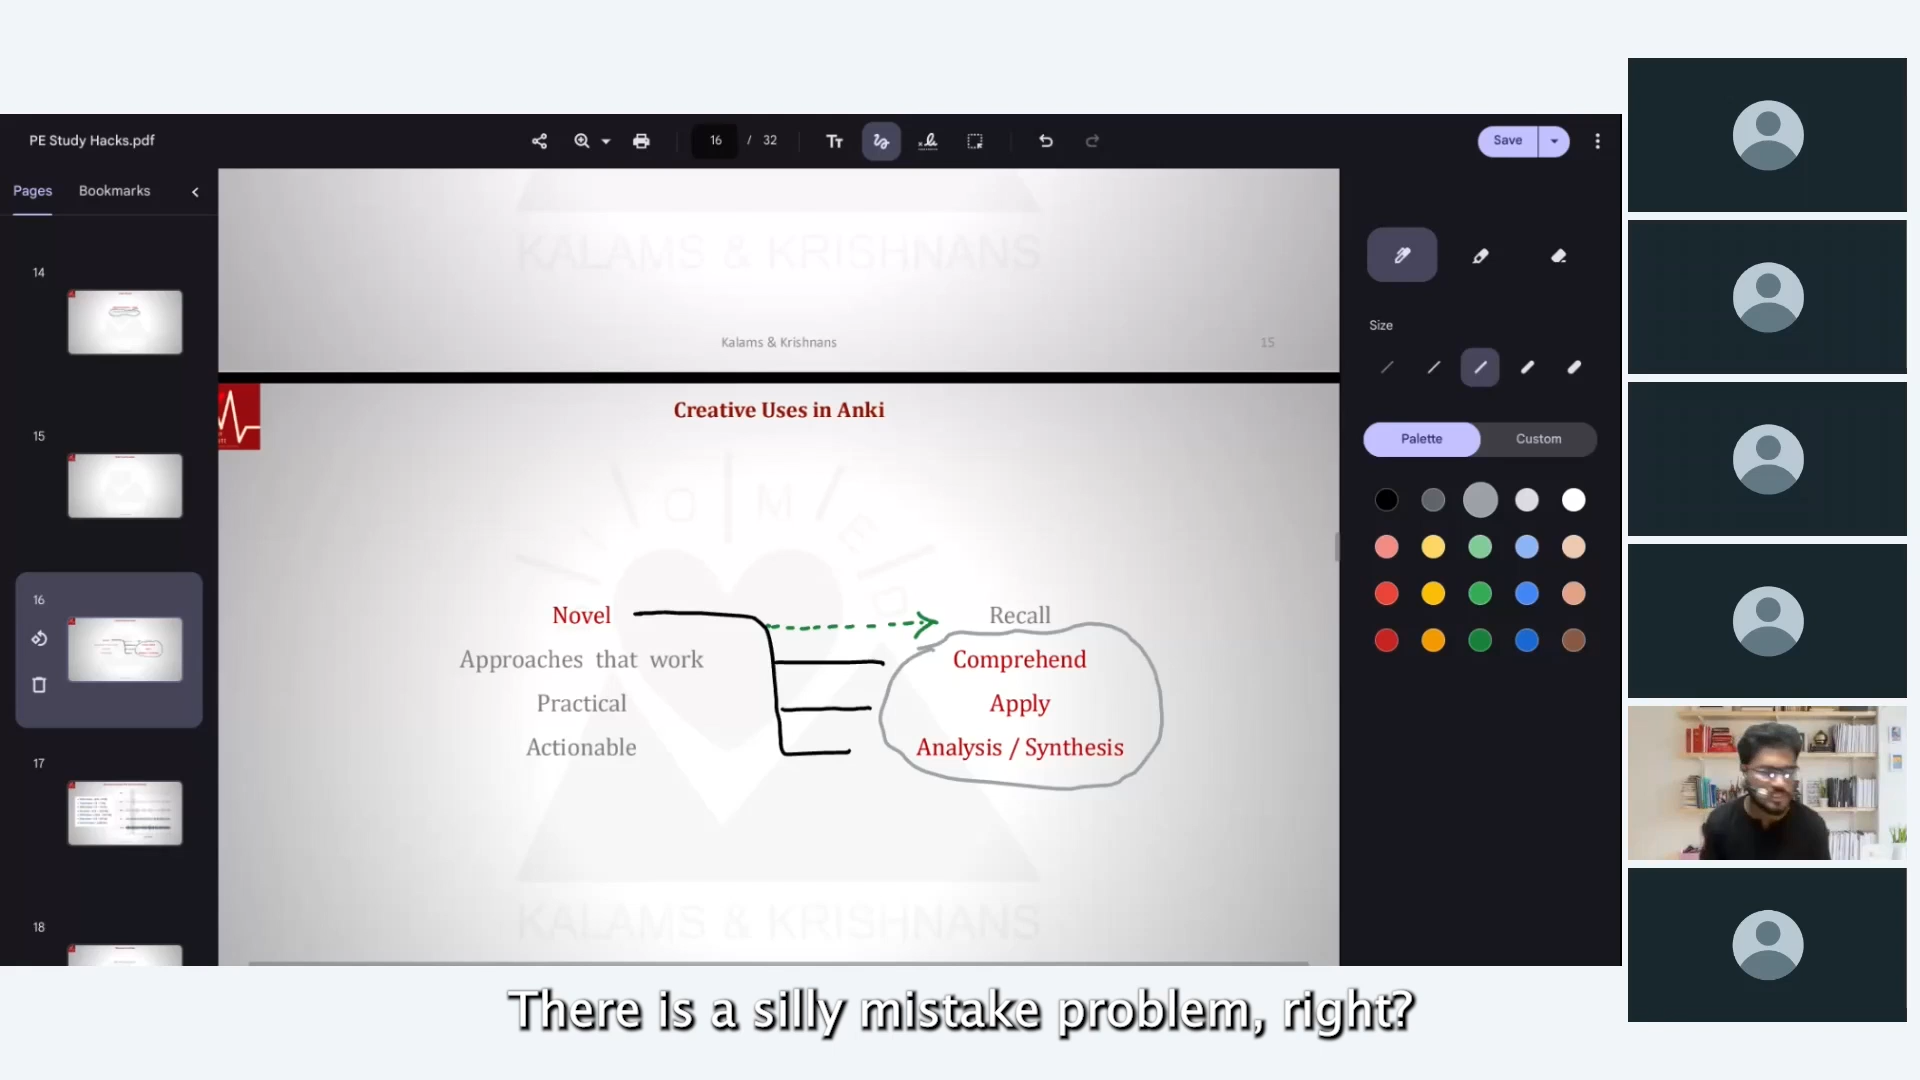 PE Study Hacks.pdf
16 / 32
Tt
Save
Pages
Bookmarks
14
15
16
17
18
KALAMS & KRISHNANS
Kalams & Krishnans
15
Creative Uses in Anki
O M E D
Novel
Approaches that work
Practical
Actionable
Recall
Comprehend
Apply
Analysis / Synthesis
KALAMS & KRISHNANS
Size
Palette
Custom
There is a silly mistake problem, right?